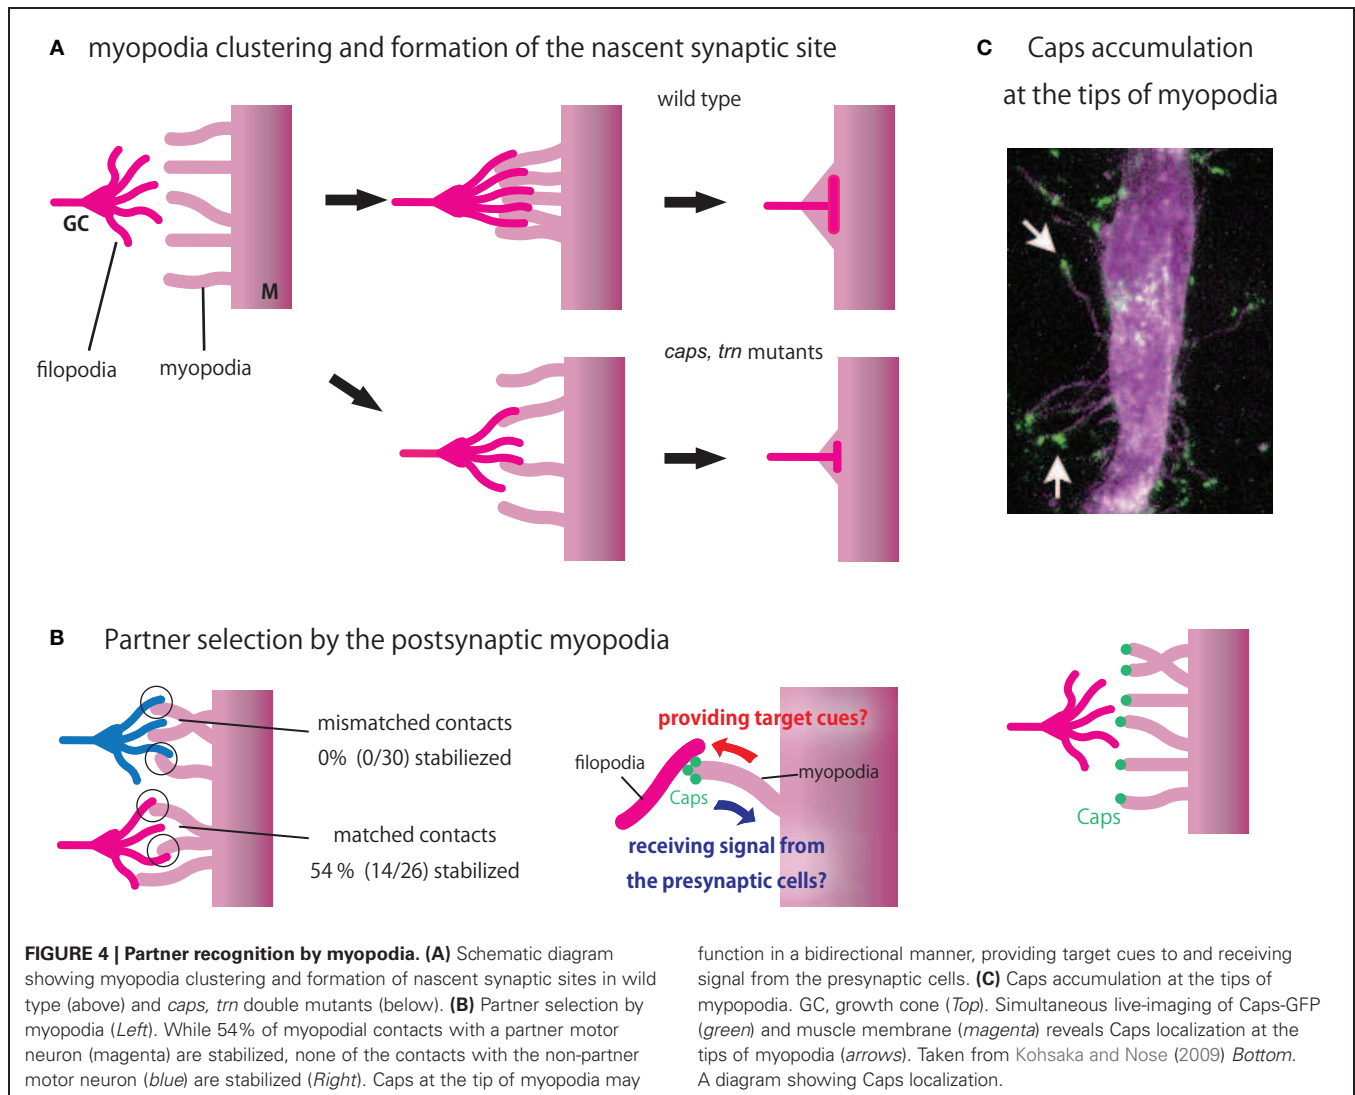 A myopodia clustering and formation of the nascent synaptic site
wild type
GC
M
filopodia
myopodia
caps, trn mutants
C Caps accumulation
at the tips of myopodia
B Partner selection by the postsynaptic myopodia
mismatched contacts
0% (0/30) stabiliezed
matched contacts
54 % (14/26) stabilized
providing target cues?
filopodia
myopodia
Caps
receiving signal from
the presynaptic cells?
Caps
FIGURE 4 | Partner recognition by myopodia. (A) Schematic diagram
showing myopodia clustering and formation of nascent synaptic sites in wild
type (above) and caps, trn double mutants (below). (B) Partner selection by
myopodia (Left). While 54% of myopodial contacts with a partner motor
neuron (magenta) are stabilized, none of the contacts with the non-partner
motor neuron (blue) are stabilized (Right). Caps at the tip of myopodia may
function in a bidirectional manner, providing target cues to and receiving
signal from the presynaptic cells. (C) Caps accumulation at the tips of
mypopodia. GC, growth cone (Top). Simultaneous live-imaging of Caps-GFP
(green) and muscle membrane (magenta) reveals Caps localization at the
tips of myopodia (arrows). Taken from Kohsaka and Nose (2009) Bottom.
A diagram showing Caps localization.